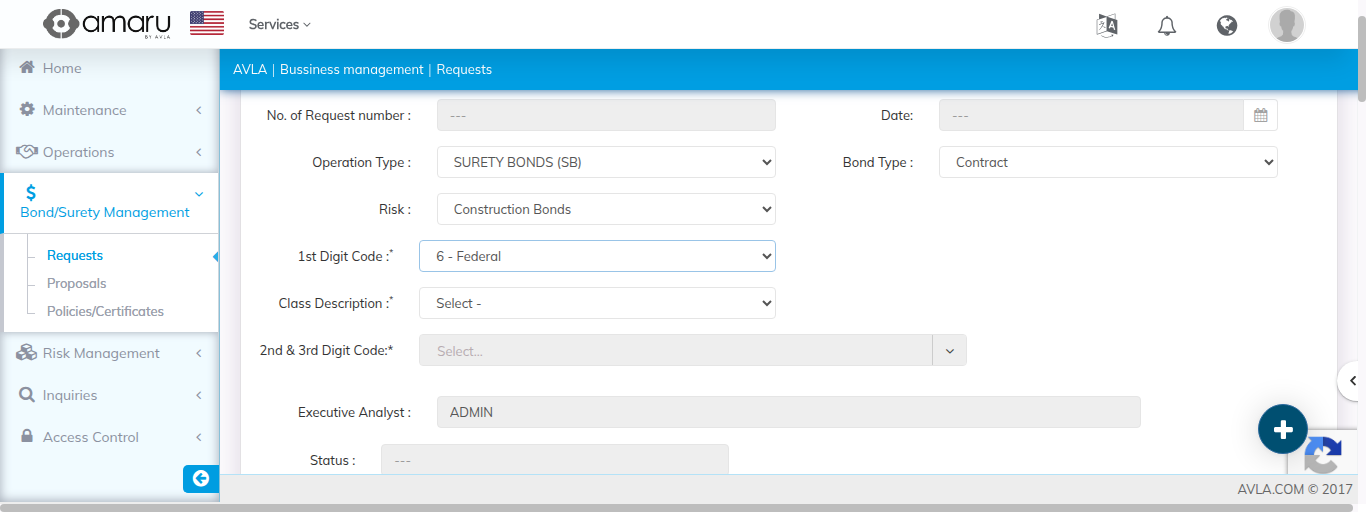 amaru
BY AVLA
Services
AVLA | Bussiness management | Requests
Home
Maintenance
Operations
Bond/Surety Management
Requests
Proposals
Policies/Certificates
Risk Management
Inquiries
Access Control
No. of Request number :
---
Date:
---
Operation Type :
SURETY BONDS (SB)
Bond Type :
Contract
Risk :
Construction Bonds
1st Digit Code :*
6 - Federal
Class Description :*
Select -
2nd & 3rd Digit Code:*
Select...
Executive Analyst :
ADMIN
Status :
---
AVLA.COM © 2017